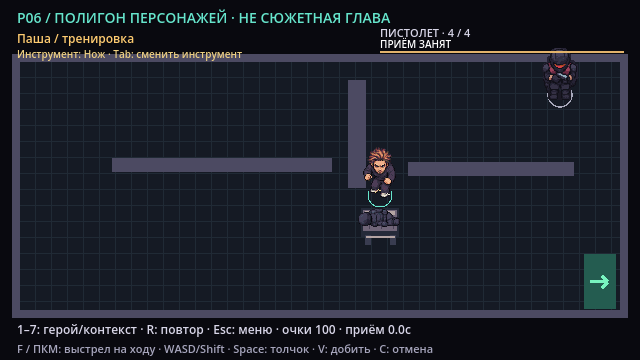 P06 / ПОЛИГОН ПЕРСОНАЖЕЙ · НЕ СЮЖЕТНАЯ ГЛАВА
Паша / тренировка
Инструмент: Нож · Tab: сменить инструмент
ПИСТОЛЕТ · 4 / 4
ПРИЁМ ЗАНЯТ
1–7: герой/контекст · R: повтор · Esc: меню · очки 100 · приём 0.0с
F / ПКМ: выстрел на ходу · WASD/Shift · Space: толчок · V: добить · C: отмена